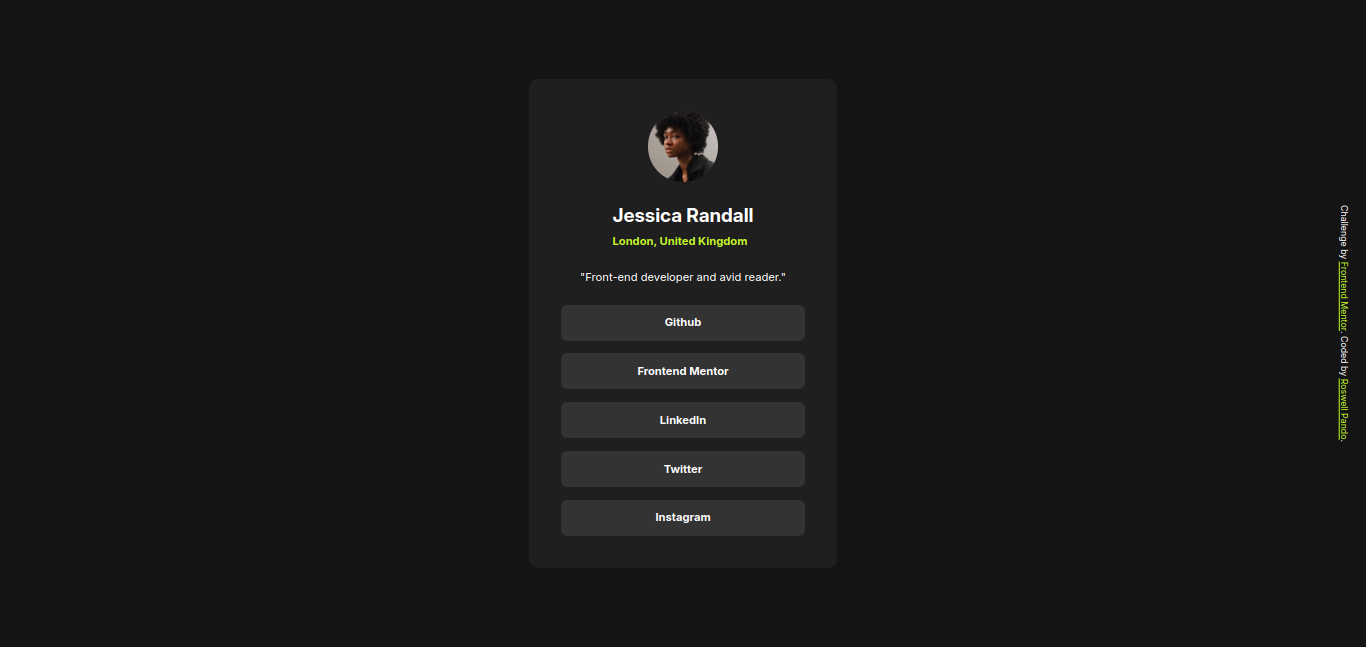 Jessica Randall
London, United Kingdom
"Front-end developer and avid reader."
Github
Frontend Mentor
LinkedIn
Twitter
Instagram
Challenge by Frontend Mentor. Coded by Roswell Pando.